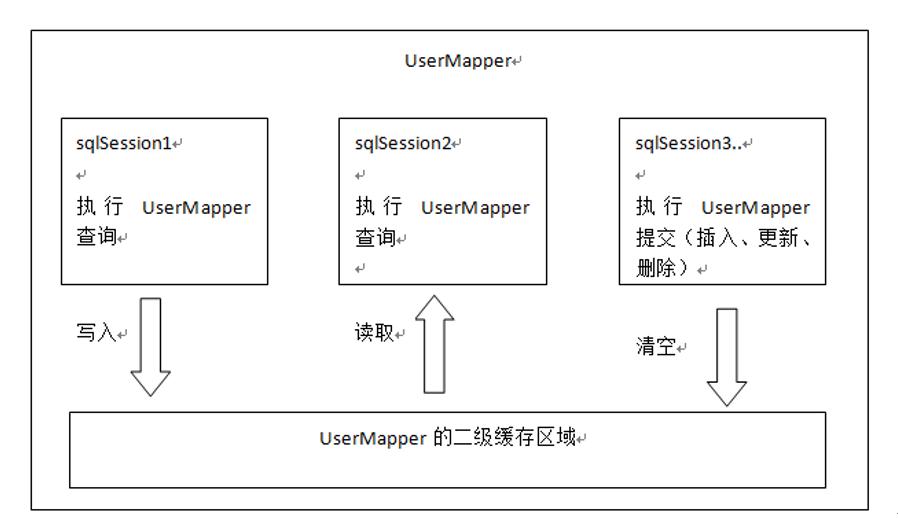 UserMapper↵
sqlSession1↵
↵
执行 UserMapper
查询↵
sqlSession2↵
↵
执行 UserMapper
查询↵
↵
sqlSession3..↵
↵
执行 UserMapper
提交（插入、更新、
删除）↵
写入↵
读取↵
清空↵
UserMapper 的二级缓存区域↵